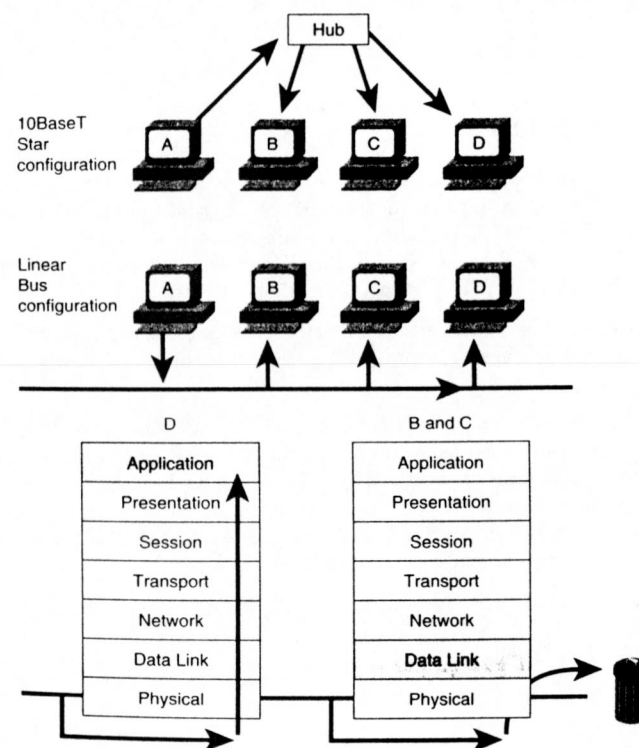 Hub
10BaseT
Star
configuration
A
B
C
D
Linear
Bus
configuration
A
B
C
D
D
B and C
Application
Presentation
Session
Transport
Network
Data Link
Physical
Application
Presentation
Session
Transport
Network
Data Link
Physical